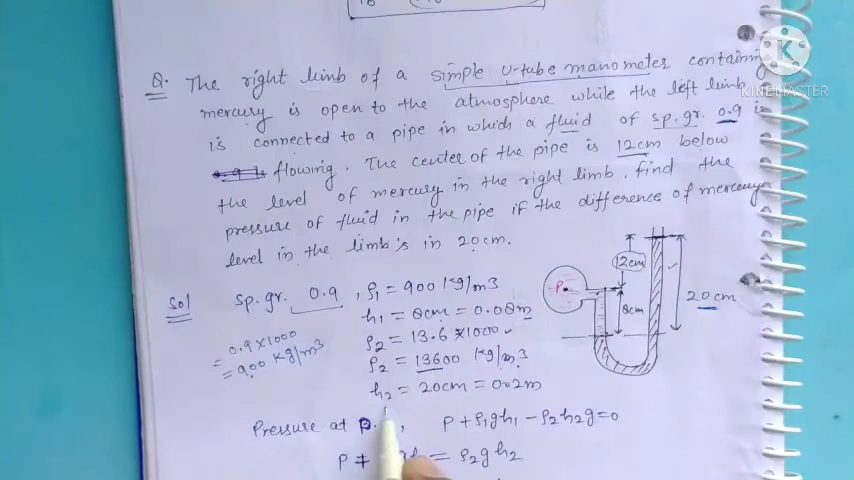 Q. The right limb of a simple U-tube manometer containing
mercury is open to the atmosphere while the left limb
is connected to a pipe in which a fluid of sp.gr. 0.9 is
flowing. The center of the pipe is 12cm below
the level of mercury in the right limb. find the
pressure of fluid in the pipe if the difference of mercury
level in the limb's in 20cm.
Sol
sp.gr. 0.9, ρ1 = 900 kg/m3
= 0.9 × 1000
= 900 kg/m3
h1 = 8cm = 0.08m
ρ2 = 13.6 × 1000
ρ2 = 13600 kg/m3
h2 = 20cm = 0.2m
12cm
P
8cm
20cm
Pressure at P. , P + ρ1gh1 - ρ2h2g = 0
P = ρ2gh2
KINEMASTER